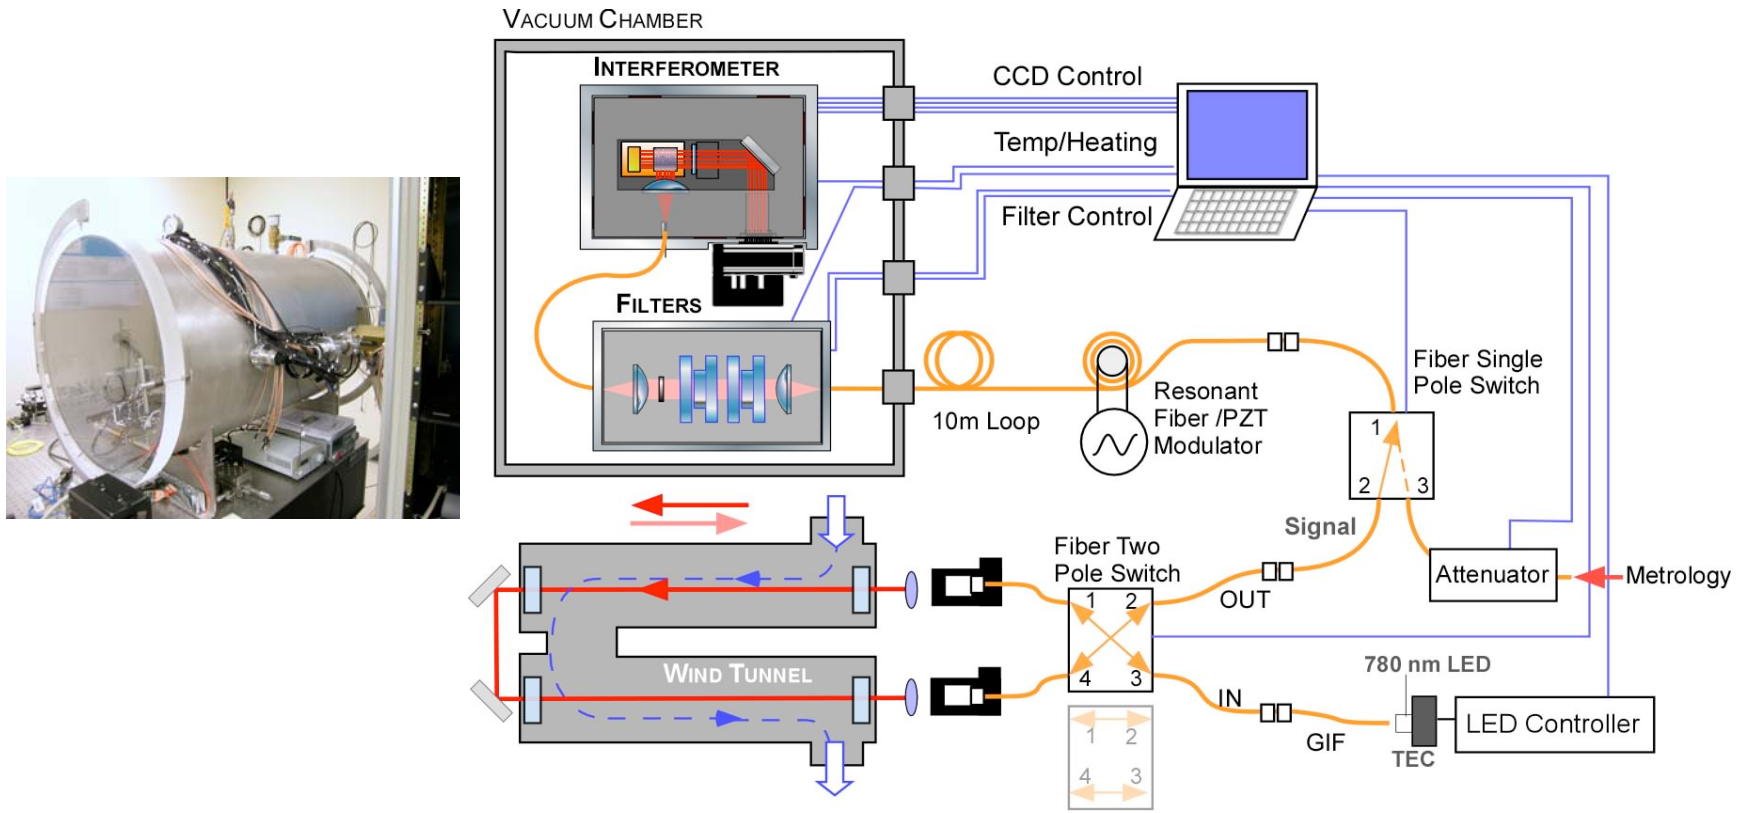 VACUUM CHAMBER
INTERFEROMETER
CCD Control
Temp/Heating
Filter Control
FILTERS
10m Loop
Resonant
Fiber /PZT
Modulator
Fiber Single
Pole Switch
1
2
3
Signal
Attenuator
Metrology
Fiber Two
Pole Switch
1
2
4
3
OUT
WIND TUNNEL
IN
GIF
780 nm LED
TEC
LED Controller
1
2
4
3